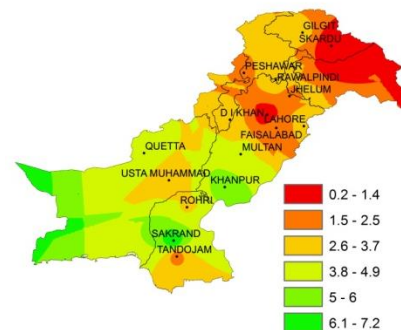 GILGIT
SKARDU
PESHAWAR
RAWALPINDI
JHELUM
D I KHAN
LAHORE
FAISALABAD
MULTAN
QUETTA
USTA MUHAMMAD
KHANPUR
ROHRI
SAKRAND
TANDOJAM
0.2 - 1.4
1.5 - 2.5
2.6 - 3.7
3.8 - 4.9
5 - 6
6.1 - 7.2